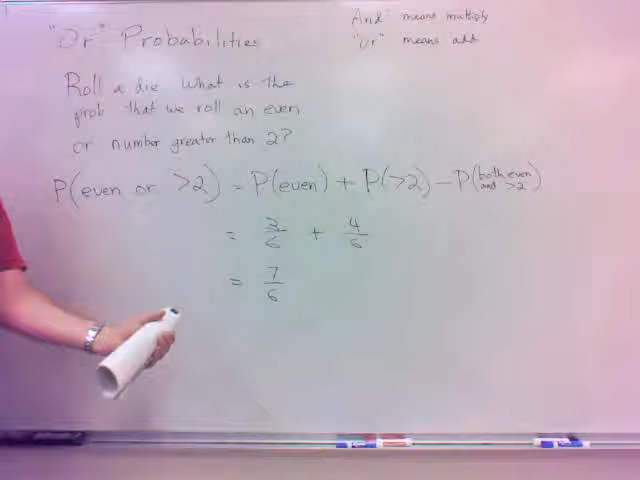 "Or" Probabilities
And" means multiply
"Or" means add
Roll a die What is the
prob that we roll an even
or number greater than 2?
P(even or >2) = P(even) + P(>2) - P(both even and >2)
= 3/6 + 4/6
= 7/6